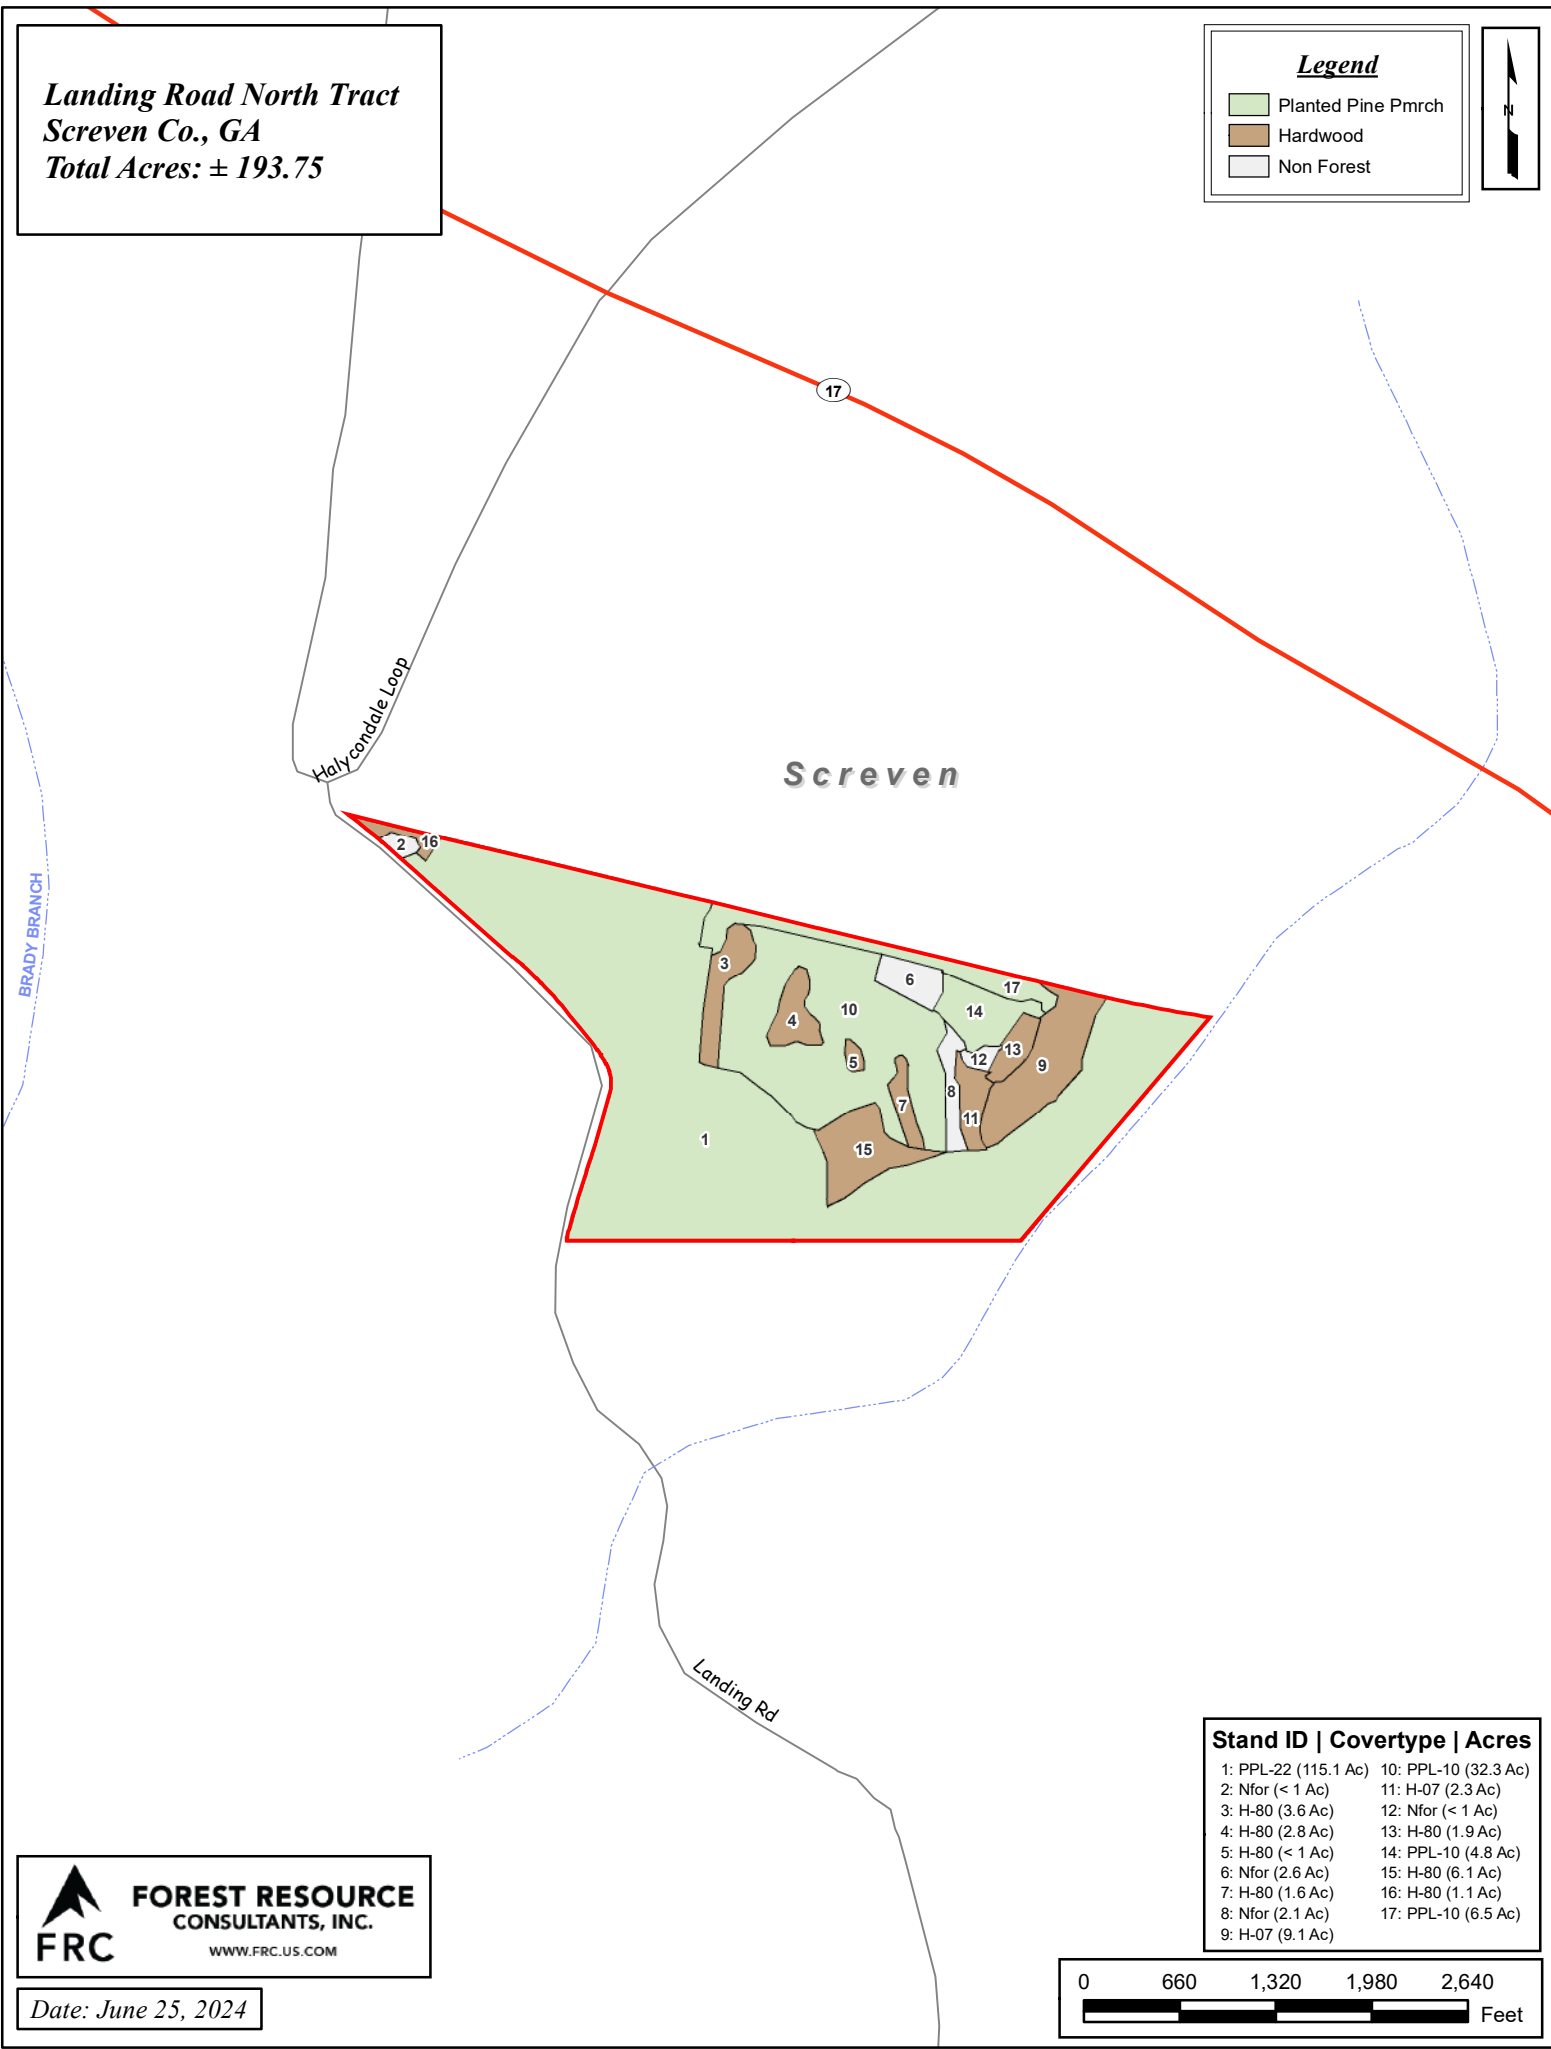 Landing Road North Tract
Screven Co., GA
Total Acres: ± 193.75
Legend
Planted Pine Pmrch
Hardwood
Non Forest
N
17
Halycondale Loop
Screven
BRADY BRANCH
2
16
3
6
17
10
14
4
13
5
12
9
8
7
11
1
15
Landing Rd
Stand ID | Covertype | Acres
1: PPL-22 (115.1 Ac)
2: Nfor (< 1 Ac)
3: H-80 (3.6 Ac)
4: H-80 (2.8 Ac)
5: H-80 (< 1 Ac)
6: Nfor (2.6 Ac)
7: H-80 (1.6 Ac)
8: Nfor (2.1 Ac)
9: H-07 (9.1 Ac)
10: PPL-10 (32.3 Ac)
11: H-07 (2.3 Ac)
12: Nfor (< 1 Ac)
13: H-80 (1.9 Ac)
14: PPL-10 (4.8 Ac)
15: H-80 (6.1 Ac)
16: H-80 (1.1 Ac)
17: PPL-10 (6.5 Ac)
FRC
FOREST RESOURCE
CONSULTANTS, INC.
WWW.FRC.US.COM
Date: June 25, 2024
0 660 1,320 1,980 2,640
Feet